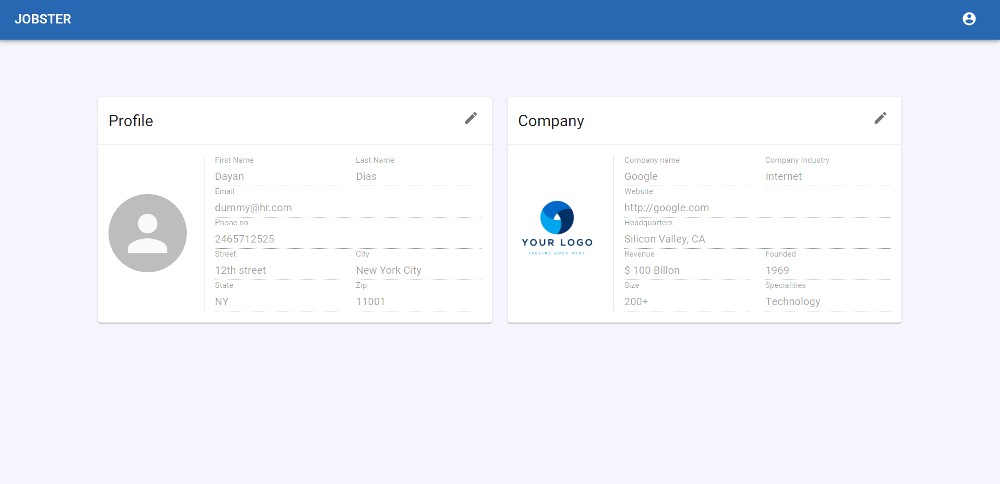 JOBSTER
Profile
First Name
Last Name
Dayan
Dias
Email
dummy@hr.com
Phone no
2465712525
Street
City
12th street
New York City
State
Zip
NY
11001
Company
YOUR LOGO
TAGLINE GOES HERE
Company name
Company Industry
Google
Internet
Website
http://google.com
Headquarters
Silicon Valley, CA
Revenue
Founded
$ 100 Billon
1969
Size
Specialities
200+
Technology